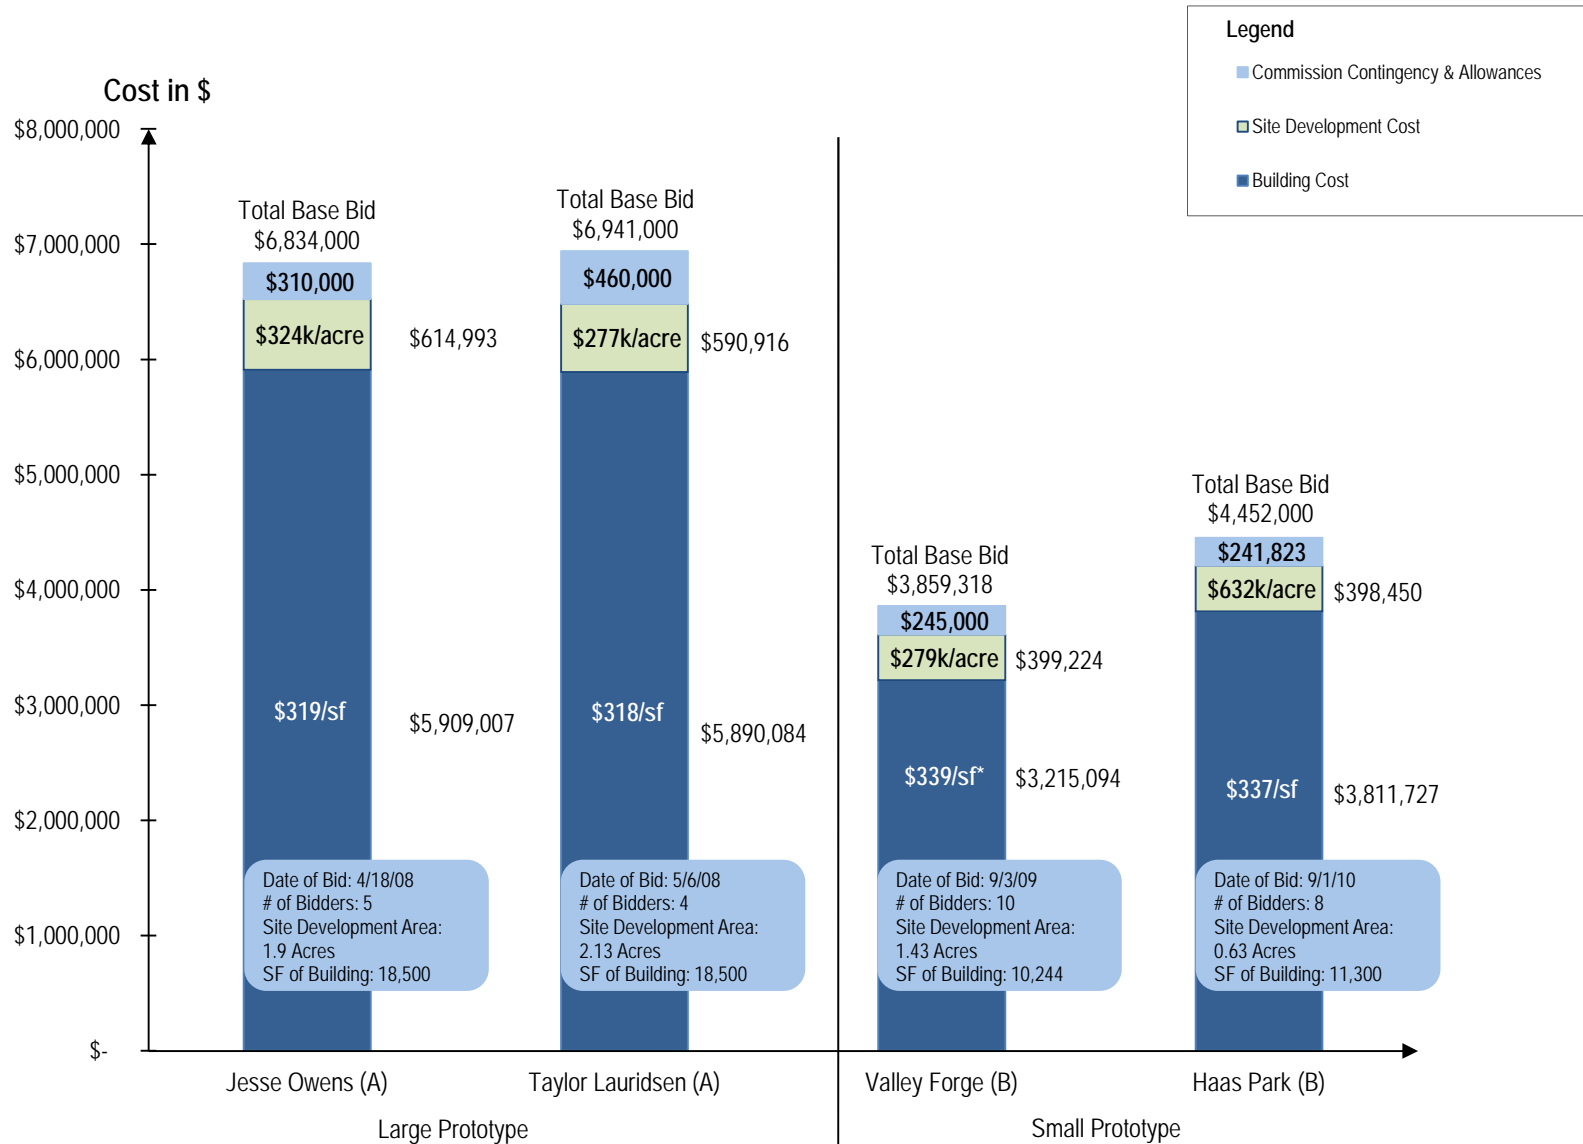 Legend
Commission Contingency & Allowances
Site Development Cost
Building Cost
Cost in $
$8,000,000
$7,000,000
$6,000,000
$5,000,000
$4,000,000
$3,000,000
$2,000,000
$1,000,000
$-
Total Base Bid
$6,834,000
$310,000
$324k/acre
$614,993
$319/sf
$5,909,007
Date of Bid: 4/18/08
# of Bidders: 5
Site Development Area:
1.9 Acres
SF of Building: 18,500
Total Base Bid
$6,941,000
$460,000
$277k/acre
$590,916
$318/sf
$5,890,084
Date of Bid: 5/6/08
# of Bidders: 4
Site Development Area:
2.13 Acres
SF of Building: 18,500
Total Base Bid
$3,859,318
$245,000
$279k/acre
$399,224
$339/sf*
$3,215,094
Date of Bid: 9/3/09
# of Bidders: 10
Site Development Area:
1.43 Acres
SF of Building: 10,244
Total Base Bid
$4,452,000
$241,823
$632k/acre
$398,450
$337/sf
$3,811,727
Date of Bid: 9/1/10
# of Bidders: 8
Site Development Area:
0.63 Acres
SF of Building: 11,300
Jesse Owens (A)
Taylor Lauridsen (A)
Valley Forge (B)
Haas Park (B)
Large Prototype
Small Prototype